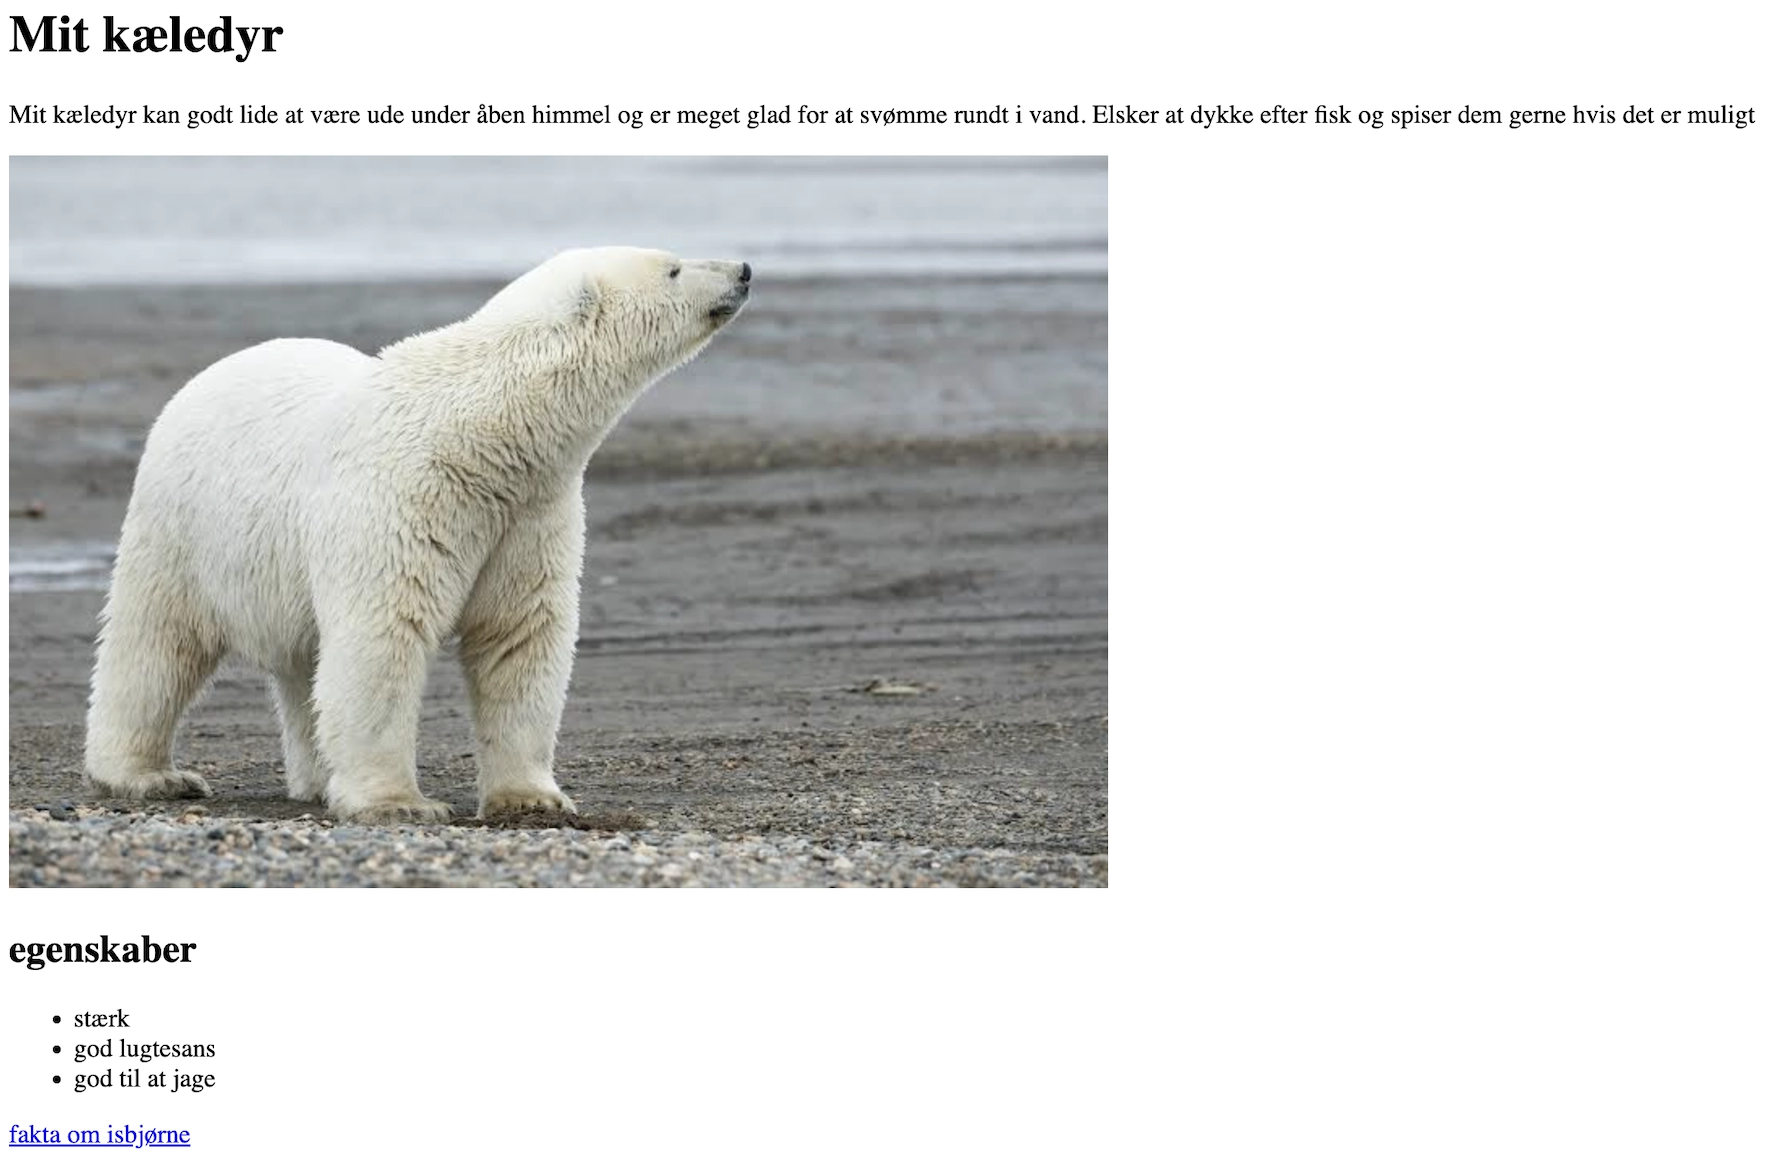 Mit kæledyr
Mit kæledyr kan godt lide at være ude under åben himmel og er meget glad for at svømme rundt i vand. Elsker at dykke efter fisk og spiser dem gerne hvis det er muligt
egenskaber
• stærk
• god lugtesans
• god til at jage
fakta om isbjørne